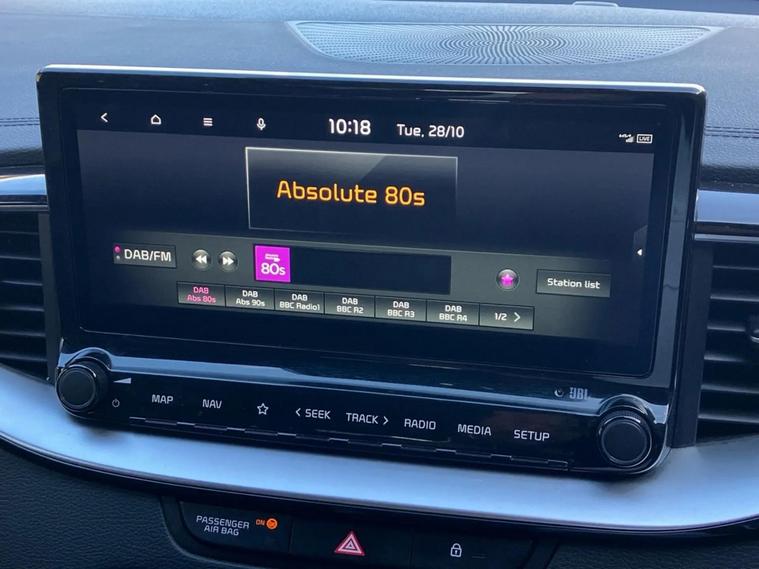 10:18 Tue, 28/10 LIVE
Absolute 80s
DAB/FM
80s
Station list
DAB
Abs 80s
DAB
Abs 90s
DAB
BBC Radio1
DAB
BBC R2
DAB
BBC R3
DAB
BBC R4
1/2
JBL
MAP NAV SEEK TRACK RADIO MEDIA SETUP
PASSENGER
AIR BAG
ON